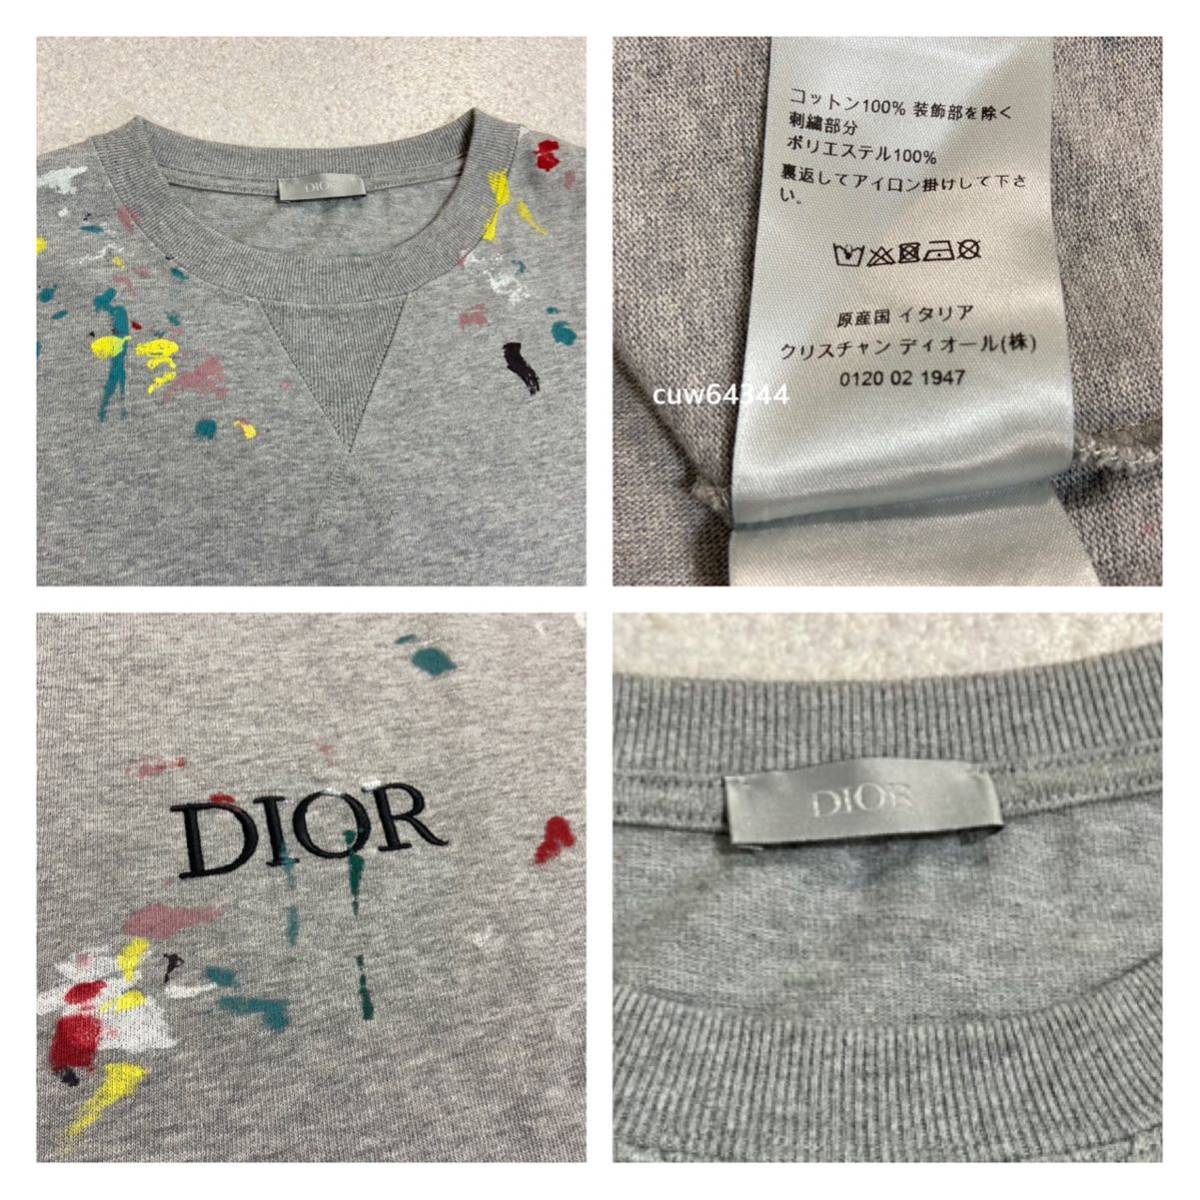 DIOR
コットン100% 装飾部を除く
刺繍部分
ポリエステル100%
裏返してアイロン掛けして下さ
い。
原産国 イタリア
クリスチャン ディオール(株)
0120 02 1947
cuw64344
DIOR
DIOR